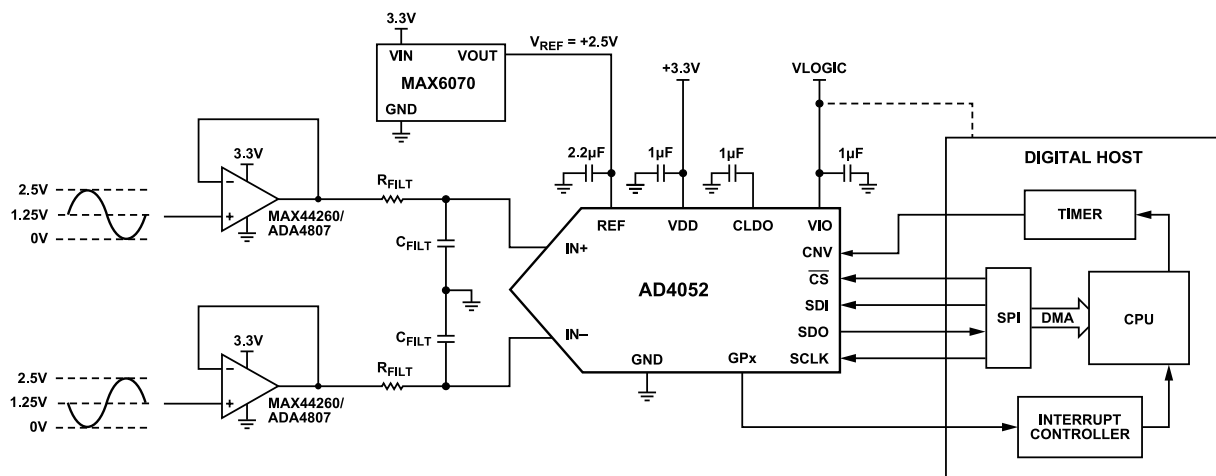 3.3V
VIN VOUT
MAX6070
GND
VREF = +2.5V
+3.3V
VLOGIC
2.2µF
1µF
1µF
1µF
2.5V
1.25V
0V
3.3V
−
+
MAX44260/
ADA4807
RFILT
CFILT
CFILT
RFILT
2.5V
1.25V
0V
3.3V
−
+
MAX44260/
ADA4807
REF VDD CLDO VIO
IN+
IN−
AD4052
CNV
CS
SDI
SDO
SCLK
GND
GPx
DIGITAL HOST
TIMER
SPI
DMA
CPU
INTERRUPT
CONTROLLER